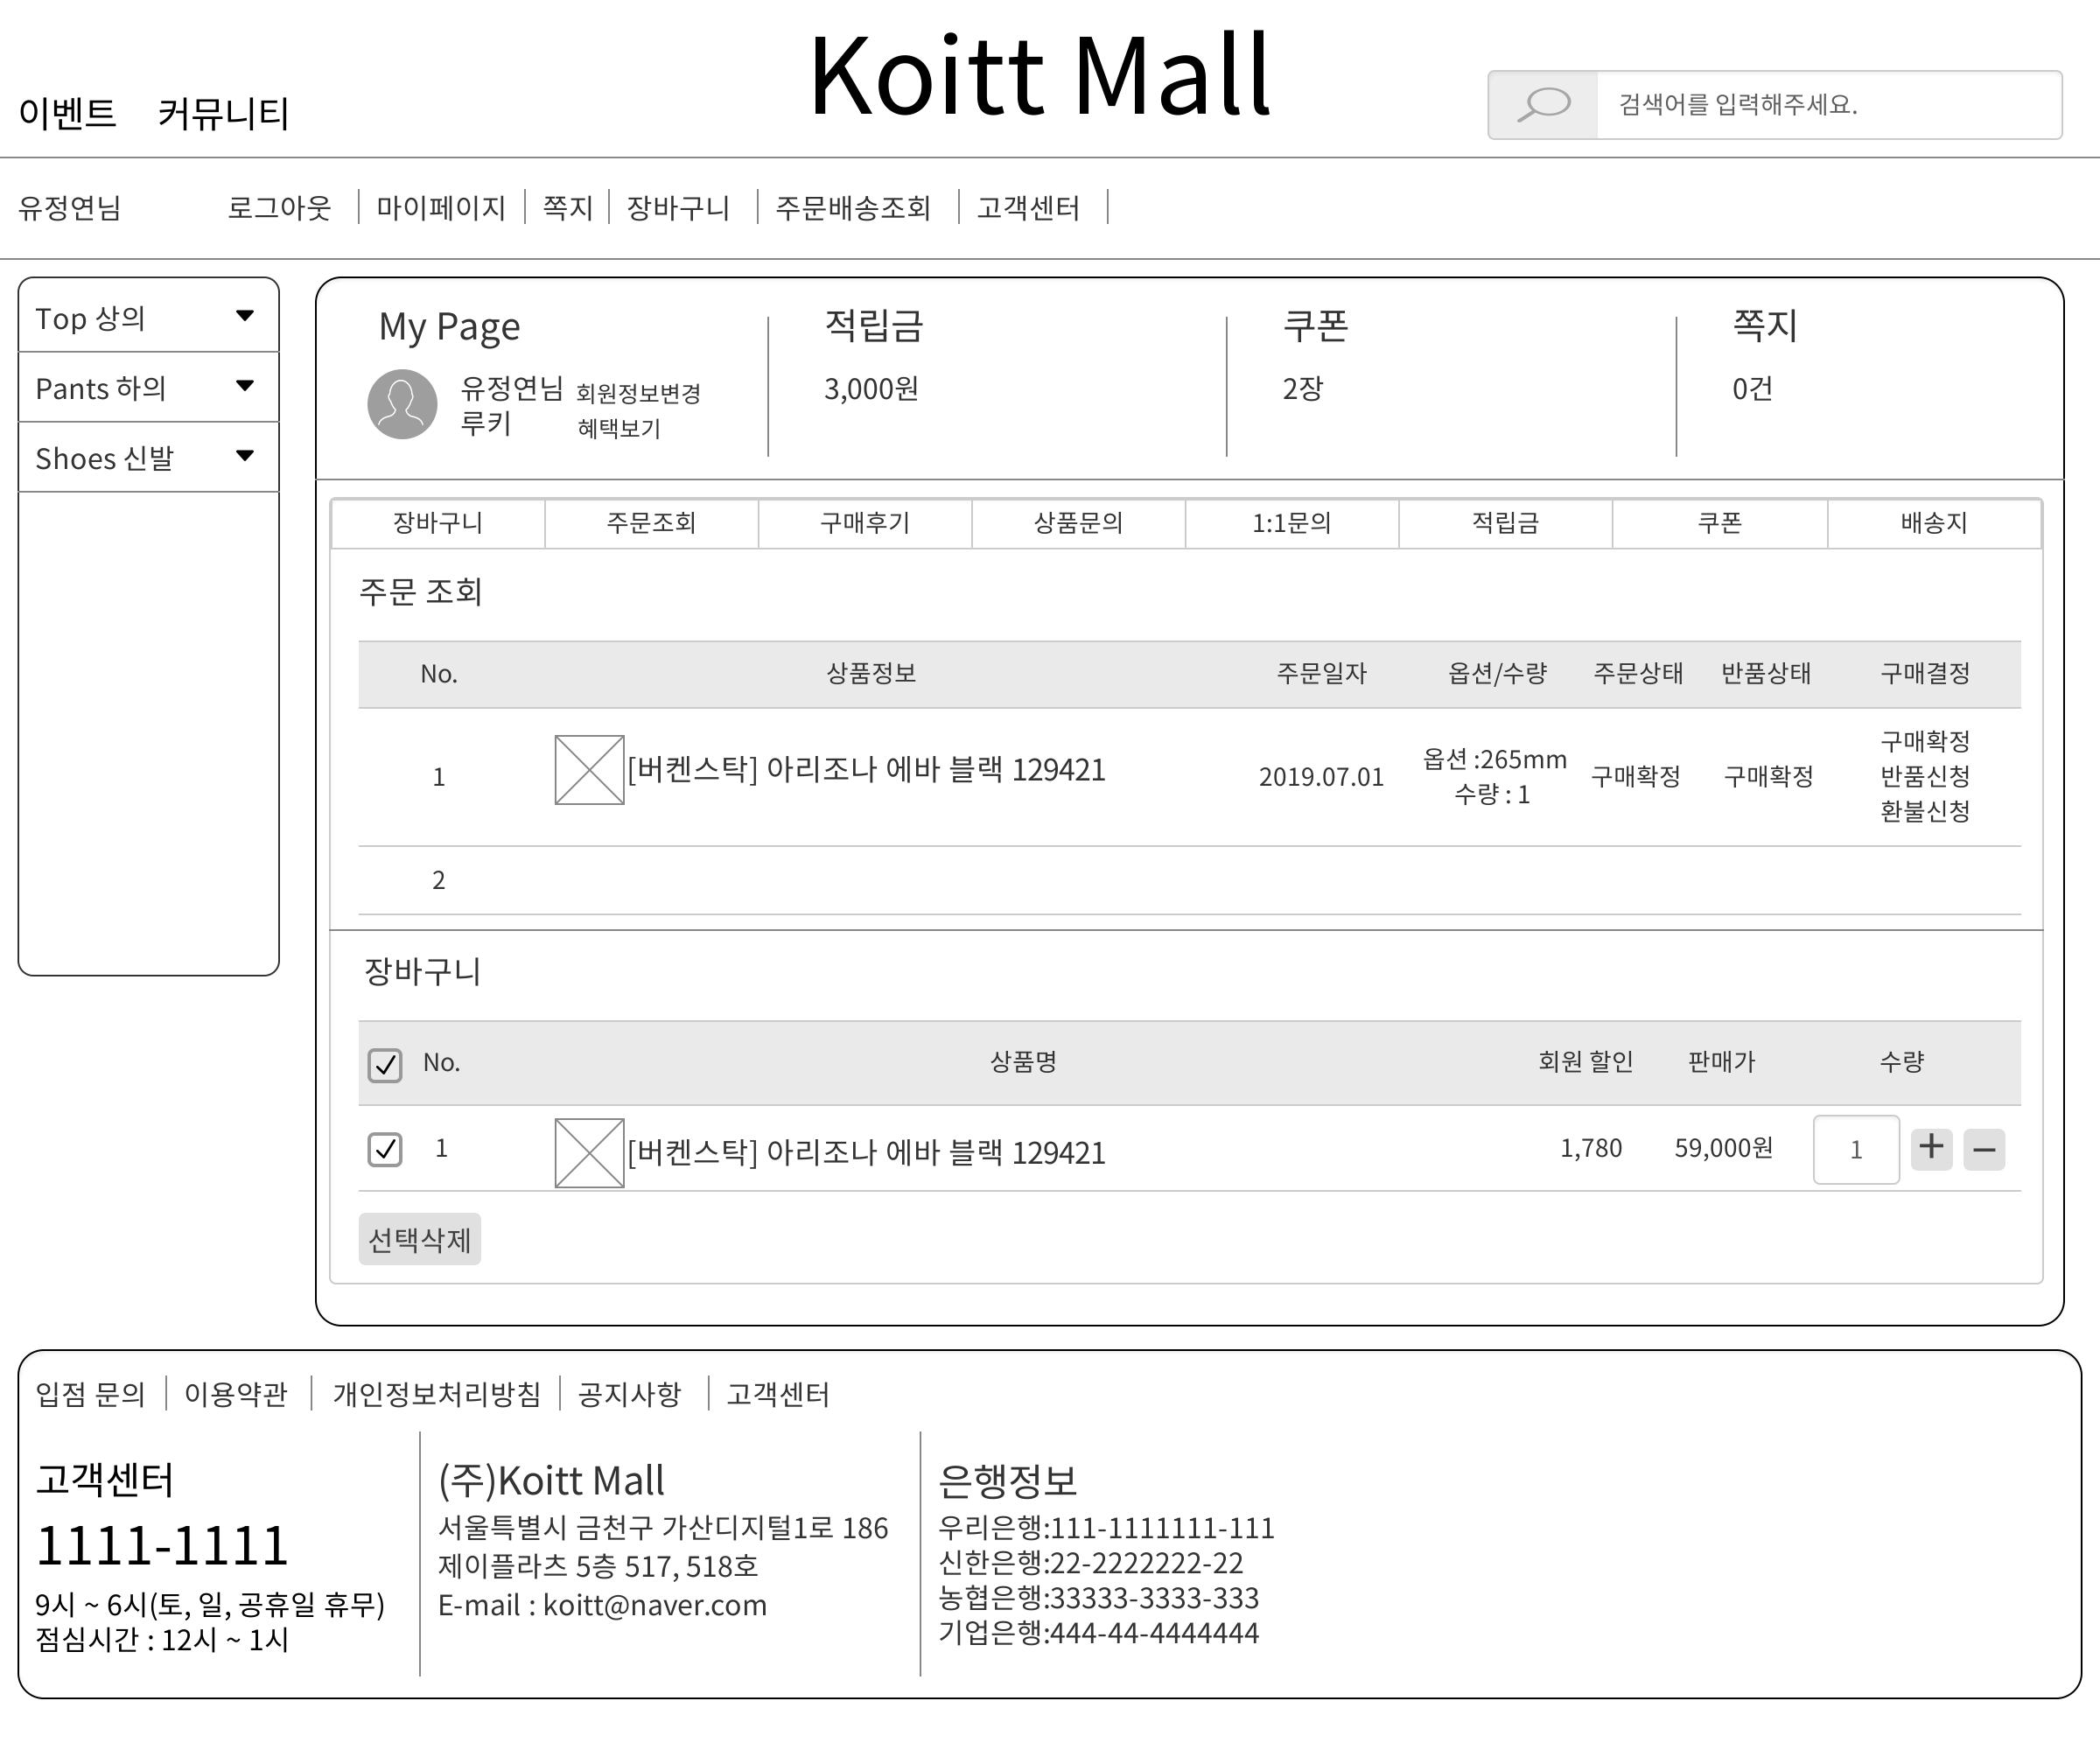 Koitt Mall
이벤트 커뮤니티
검색어를 입력해주세요.
유정연님 로그아웃 마이페이지 쪽지 장바구니 주문배송조회 고객센터
Top 상의
Pants 하의
Shoes 신발
My Page
유정연님 회원정보변경
루키 혜택보기
적립금
3,000원
쿠폰
2장
쪽지
0건
장바구니 주문조회 구매후기 상품문의 1:1문의 적립금 쿠폰 배송지
주문 조회
No. 상품정보 주문일자 옵션/수량 주문상태 반품상태 구매결정
1 [버켄스탁] 아리조나 에바 블랙 129421 2019.07.01 옵션 :265mm 구매확정 구매확정 구매확정
수량 : 1 반품신청
환불신청
2
장바구니
No. 상품명 회원 할인 판매가 수량
1 [버켄스탁] 아리조나 에바 블랙 129421 1,780 59,000원 1 + −
선택삭제
입점 문의 이용약관 개인정보처리방침 공지사항 고객센터
고객센터
1111-1111
9시 ~ 6시(토, 일, 공휴일 휴무)
점심시간 : 12시 ~ 1시
(주)Koitt Mall
서울특별시 금천구 가산디지털1로 186
제이플라츠 5층 517, 518호
E-mail : koitt@naver.com
은행정보
우리은행:111-1111111-111
신한은행:22-2222222-22
농협은행:33333-3333-333
기업은행:444-44-4444444